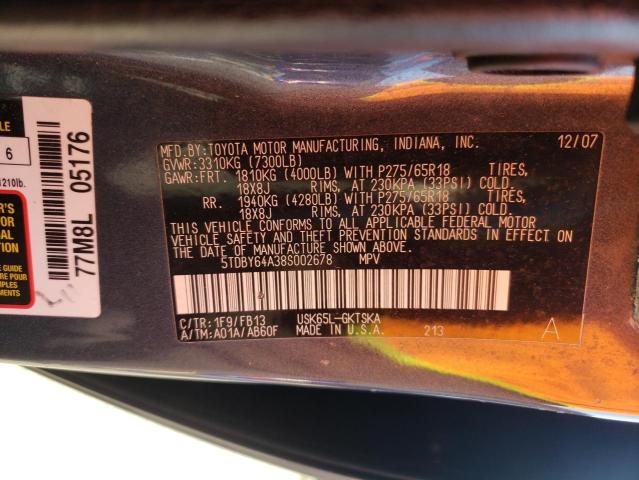 MFD.BY:TOYOTA MOTOR MANUFACTURING, INDIANA, INC. 12/07
GVWR:3310KG (7300LB)
GAWR:FRT. 1810KG (4000LB) WITH P275/65R18 TIRES,
18X8J RIMS, AT 230KPA (33PSI) COLD.
RR. 1940KG (4280LB) WITH P275/65R18 TIRES,
18X8J RIMS, AT 230KPA (33PSI) COLD.
THIS VEHICLE CONFORMS TO ALL APPLICABLE FEDERAL MOTOR
VEHICLE SAFETY AND THEFT PREVENTION STANDARDS IN EFFECT ON
THE DATE OF MANUFACTURE SHOWN ABOVE.
5TDBY64A38S002678 MPV
C/TR:1F9/FB13 USK65L-GKTSKA
A/TM:A01A/AB60F MADE IN U.S.A. 213 A
77M8L 05176
6
1210lb.